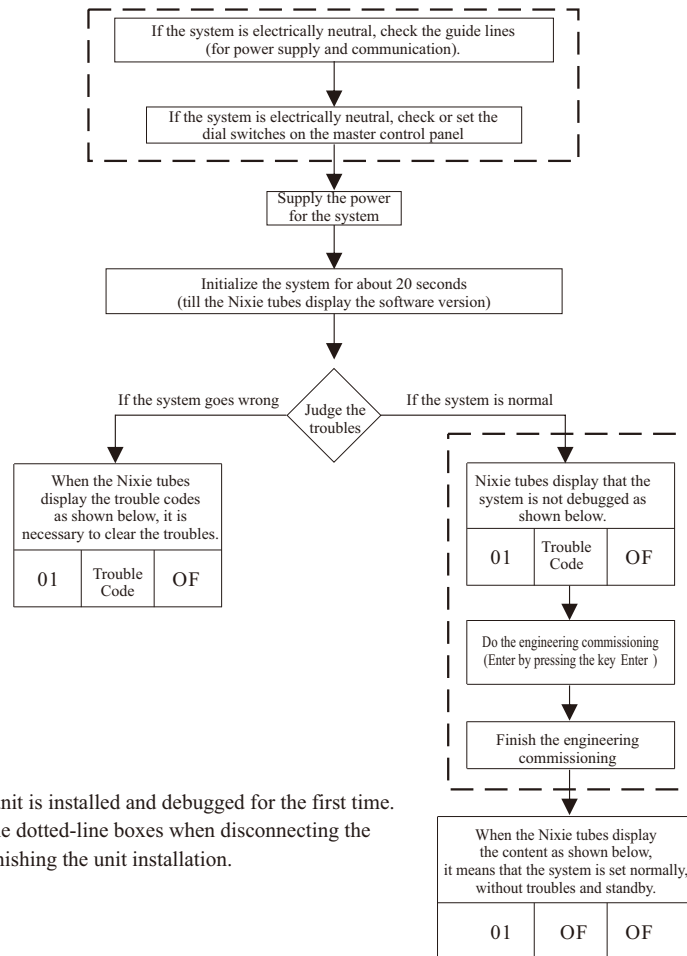 If the system is electrically neutral, check the guide lines
(for power supply and communication).
If the system is electrically neutral, check or set the
dial switches on the master control panel
Supply the power
for the system
Initialize the system for about 20 seconds
(till the Nixie tubes display the software version)
Judge the
troubles
If the system goes wrong
If the system is normal
When the Nixie tubes
display the trouble codes
as shown below, it is
necessary to clear the troubles.
01
Trouble
Code
OF
Nixie tubes display that the
system is not debugged as
shown below.
01
Trouble
Code
OF
Do the engineering commissioning
(Enter by pressing the key Enter )
Finish the engineering
commissioning
When the Nixie tubes display
the content as shown below,
it means that the system is set normally,
without troubles and standby.
01
OF
OF
is installed and debugged for the first time.
dotted-line boxes when disconnecting the
the unit installation.